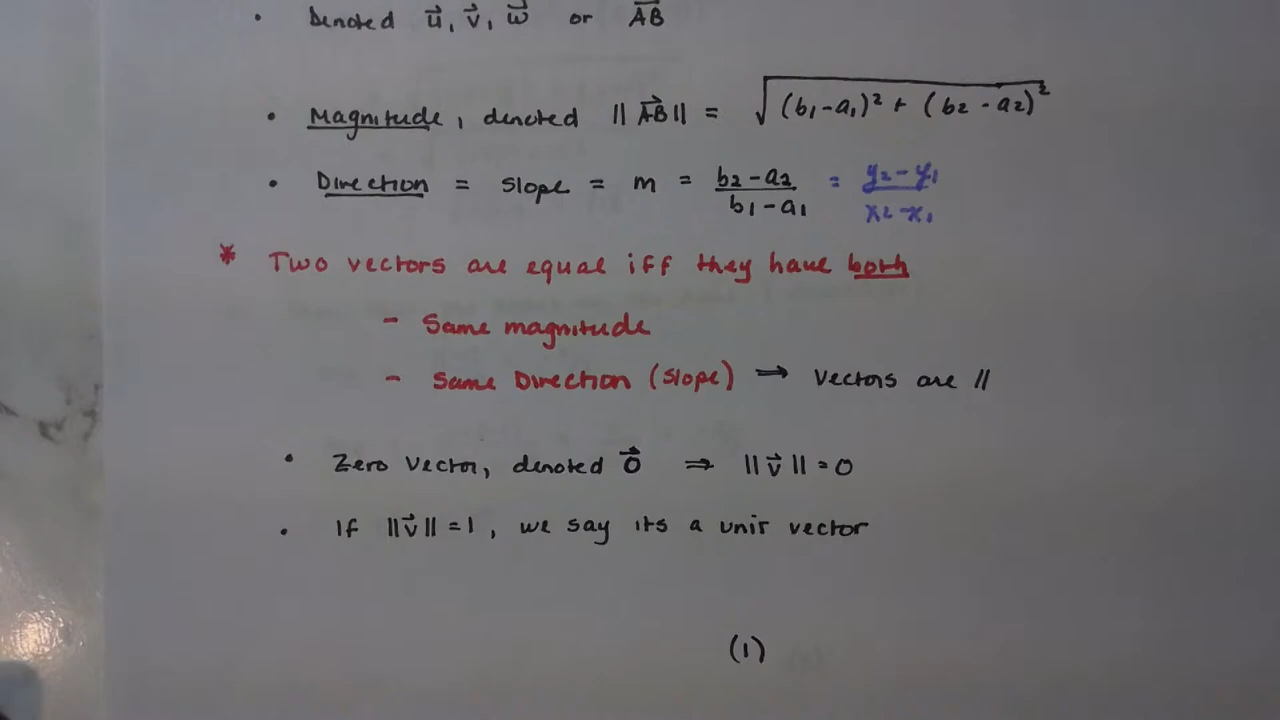 • Denoted u⃗, v⃗, w⃗ or AB⃗
• Magnitude, denoted ||AB⃗|| = √((b₁-a₁)² + (b₂-a₂)²)
• Direction = Slope = m = (b₂-a₂)/(b₁-a₁) = (y₂-y₁)/(x₂-x₁)
* Two vectors are equal iff they have both
- Same magnitude
- Same Direction (slope) ⇒ vectors are //
• Zero Vector, denoted 0⃗ ⇒ ||v⃗|| = 0
• If ||v⃗|| = 1, we say its a unit vector
(1)